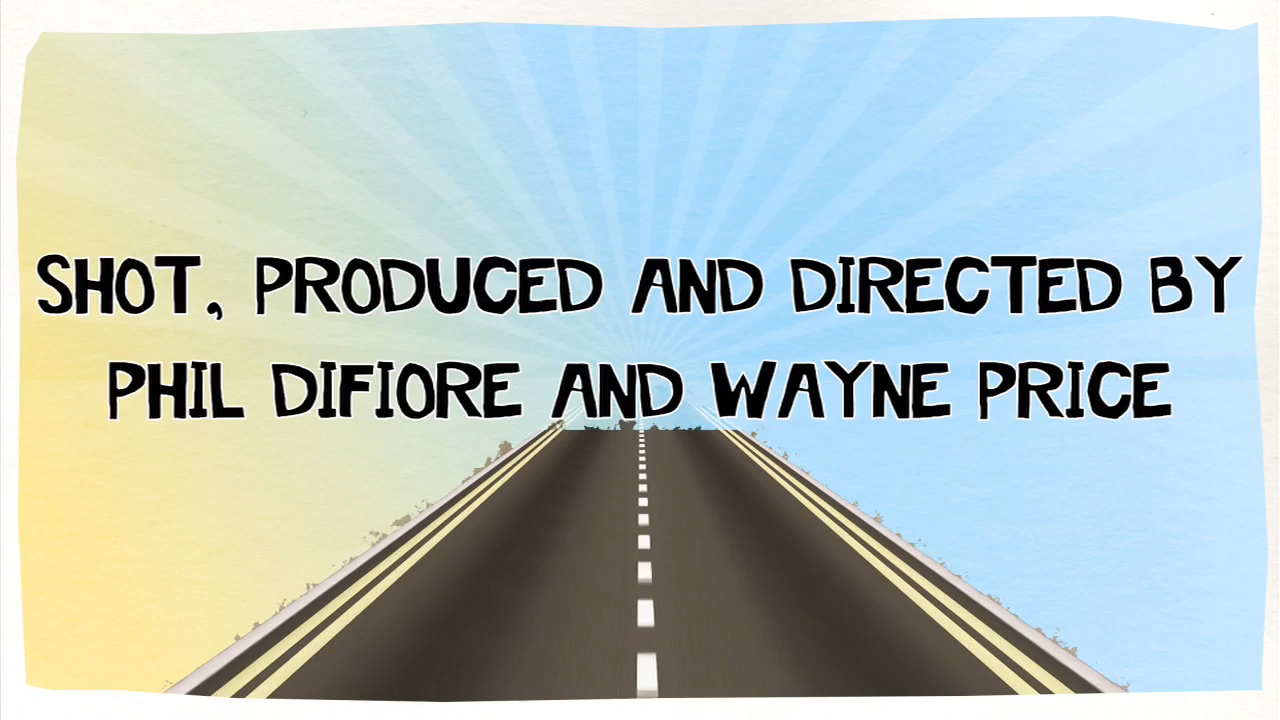 SHOT, PRODUCED AND DIRECTED BY
PHIL DIFIORE AND WAYNE PRICE